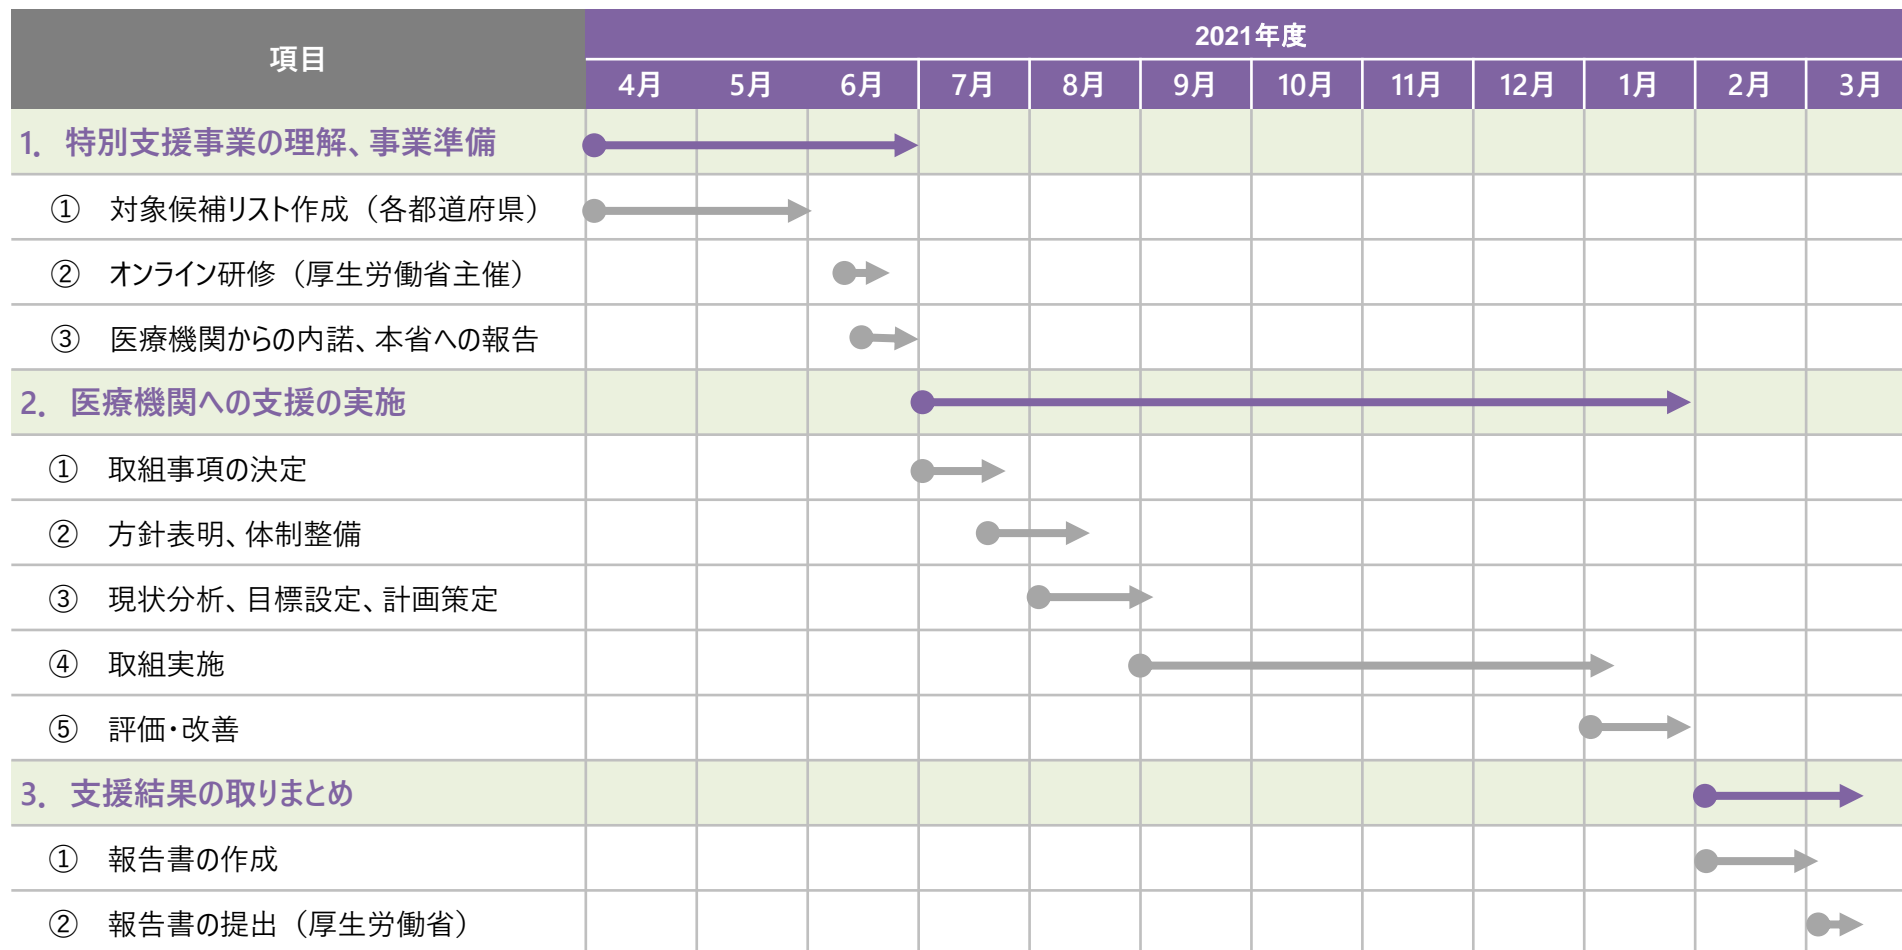 項目
2021年度
4月 5月 6月 7月 8月 9月 10月 11月 12月 1月 2月 3月
1. 特別支援事業の理解、事業準備
① 対象候補リスト作成（各都道府県）
② オンライン研修（厚生労働省主催）
③ 医療機関からの内諾、本省への報告
2. 医療機関への支援の実施
① 取組事項の決定
② 方針表明、体制整備
③ 現状分析、目標設定、計画策定
④ 取組実施
⑤ 評価・改善
3. 支援結果の取りまとめ
① 報告書の作成
② 報告書の提出（厚生労働省）